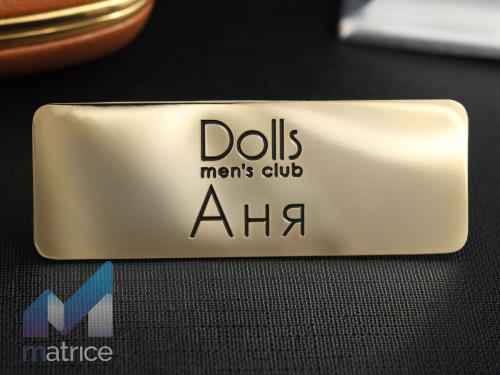 Dolls
men's club
Аня
matrice